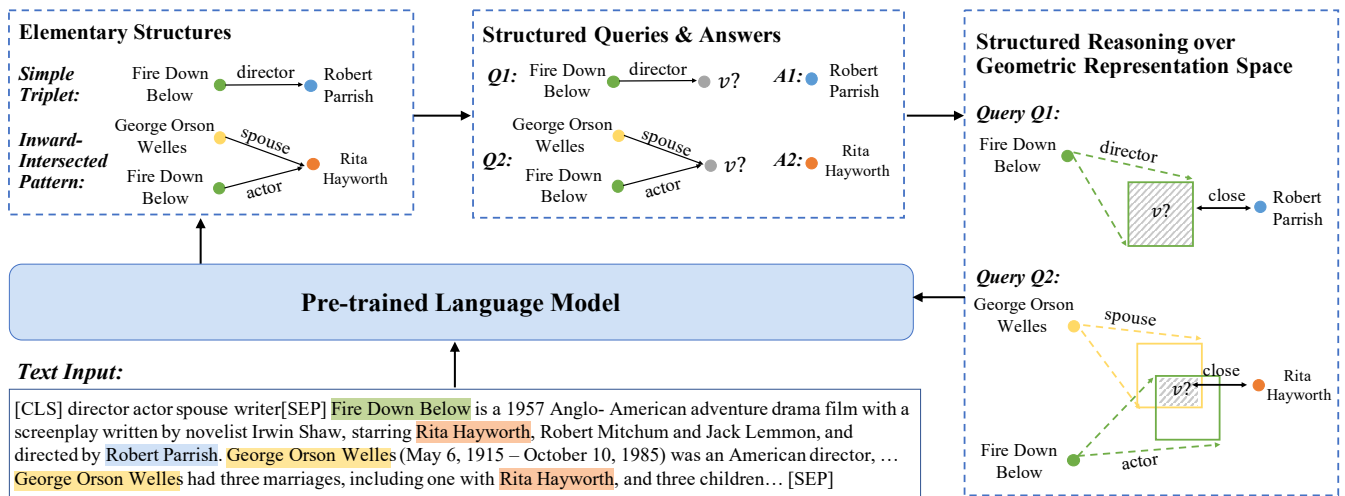 Elementary Structures
Simple Triplet:
Fire Down Below
director
Robert Parrish
Inward-Intersected Pattern:
George Orson Welles
spouse
Fire Down Below
actor
Rita Hayworth
Structured Queries & Answers
Q1:
Fire Down Below
director
v?
A1:
Robert Parrish
Q2:
George Orson Welles
spouse
Fire Down Below
actor
v?
A2:
Rita Hayworth
Structured Reasoning over
Geometric Representation Space
Query Q1:
Fire Down Below
director
v?
close
Robert Parrish
Query Q2:
George Orson Welles
spouse
v?
close
Rita Hayworth
Fire Down Below
actor
Pre-trained Language Model
Text Input:
[CLS] director actor spouse writer[SEP] Fire Down Below is a 1957 Anglo- American adventure drama film with a
screenplay written by novelist Irwin Shaw, starring Rita Hayworth, Robert Mitchum and Jack Lemmon, and
directed by Robert Parrish. George Orson Welles (May 6, 1915 – October 10, 1985) was an American director, …
George Orson Welles had three marriages, including one with Rita Hayworth, and three children… [SEP]